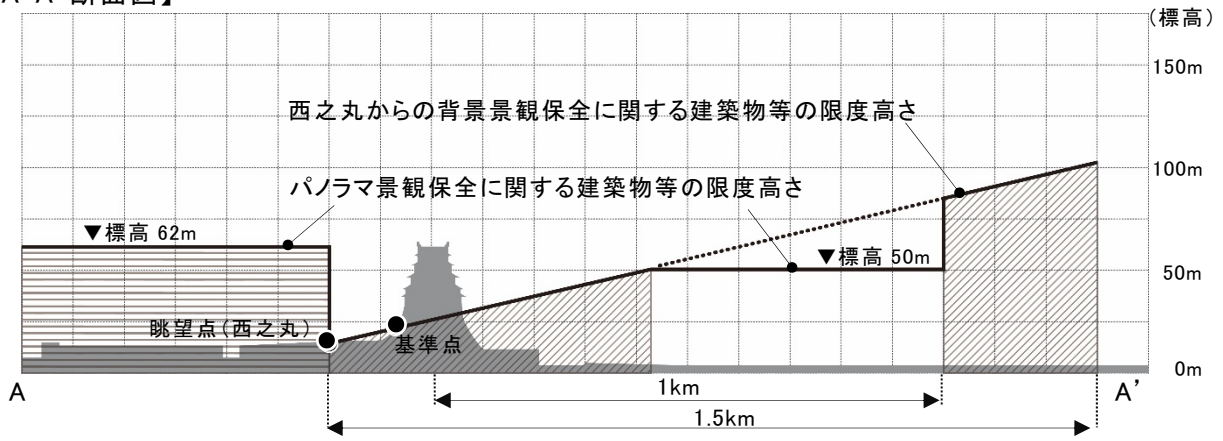 A-A' 断面図】
(標高)
150m
西之丸からの背景景観保全に関する建築物等の限度高さ
100m
パノラマ景観保全に関する建築物等の限度高さ
▼標高 62m
▼標高 50m
50m
眺望点(西之丸)
基準点
0m
A
1km
A'
1.5km